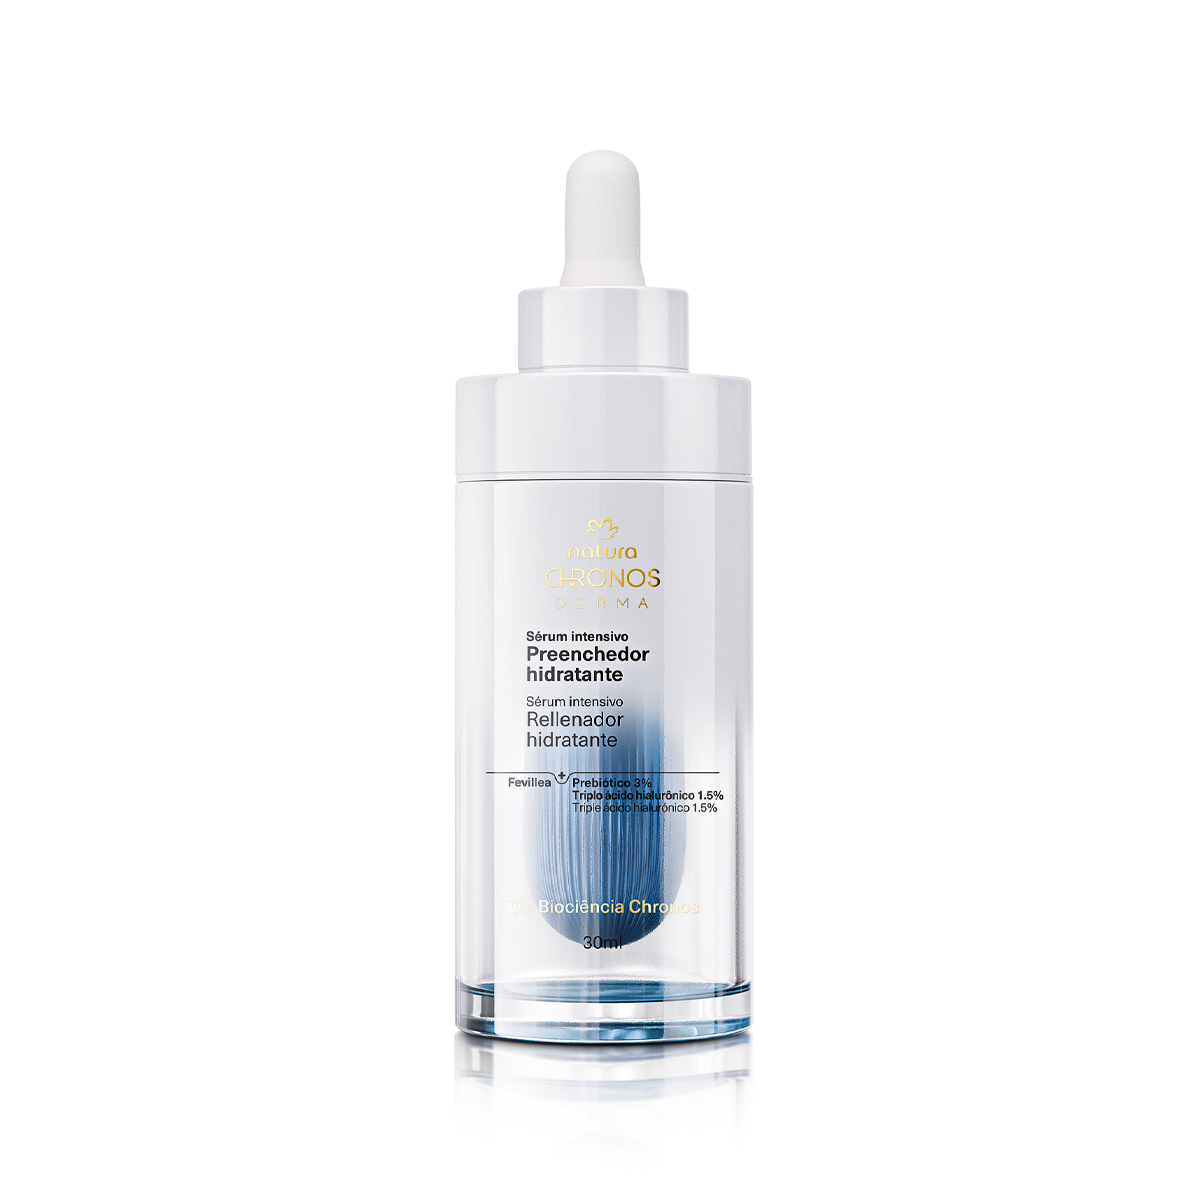 natura
CHRONOS
DERMA
Sérum intensivo
Preenchedor
hidratante
Sérum intensivo
Rellenador
hidratante
Fevillea + Prebiótico 3%
Triplo ácido hialurônico 1.5%
Triple ácido hialurónico 1.5%
Biociência Chronos
30ml